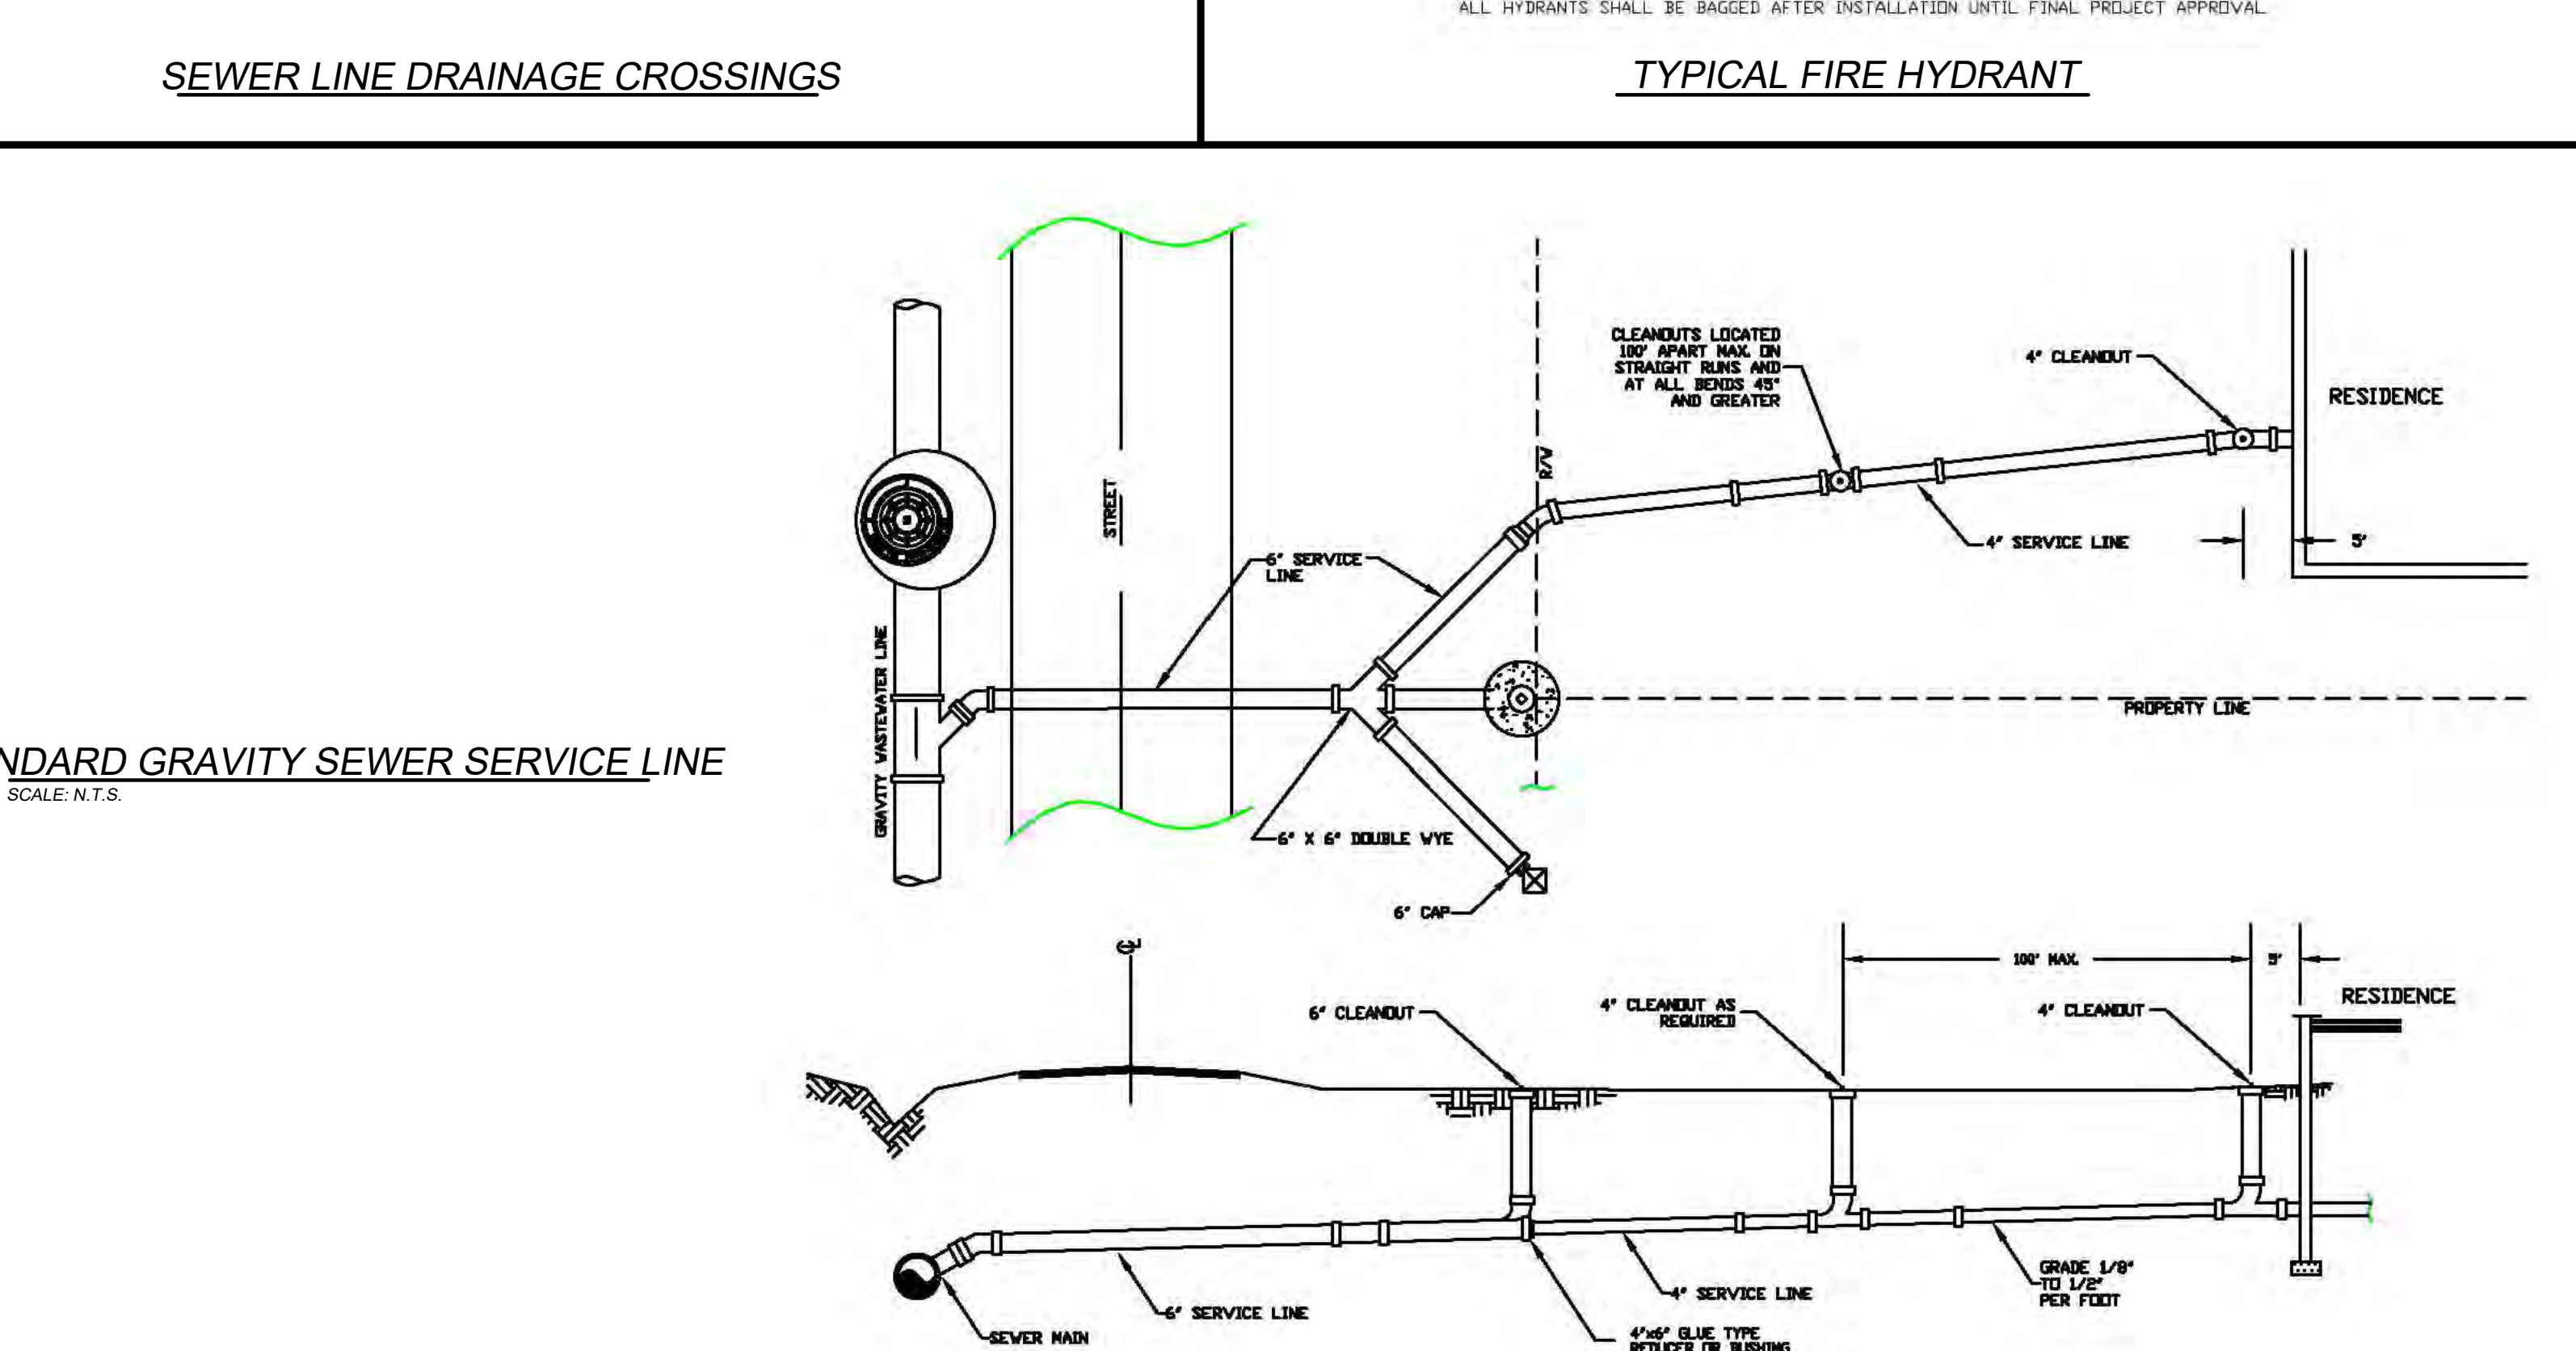 ALL HYDRANTS SHALL BE BAGGED AFTER INSTALLATION UNTIL FINAL PROJECT APPROVAL
SEWER LINE DRAINAGE CROSSINGS
TYPICAL FIRE HYDRANT
CLEANOUTS LOCATED
100' APART MAX. ON
STRAIGHT RUNS AND
AT ALL BENDS 45°
AND GREATER
4" CLEANOUT
RESIDENCE
R/W
STREET
6" SERVICE
LINE
4" SERVICE LINE
5'
GRAVITY WASTEWATER LINE
PROPERTY LINE
NDARD GRAVITY SEWER SERVICE LINE
SCALE: N.T.S.
6" X 6" DOUBLE WYE
6" CAP
100' MAX.
5'
RESIDENCE
6" CLEANOUT
4" CLEANOUT AS
REQUIRED
4" CLEANOUT
GRADE 1/8"
TO 1/2"
PER FOOT
4" SERVICE LINE
6" SERVICE LINE
SEWER MAIN
4"x6" GLUE TYPE
REDUCER OR BUSHING